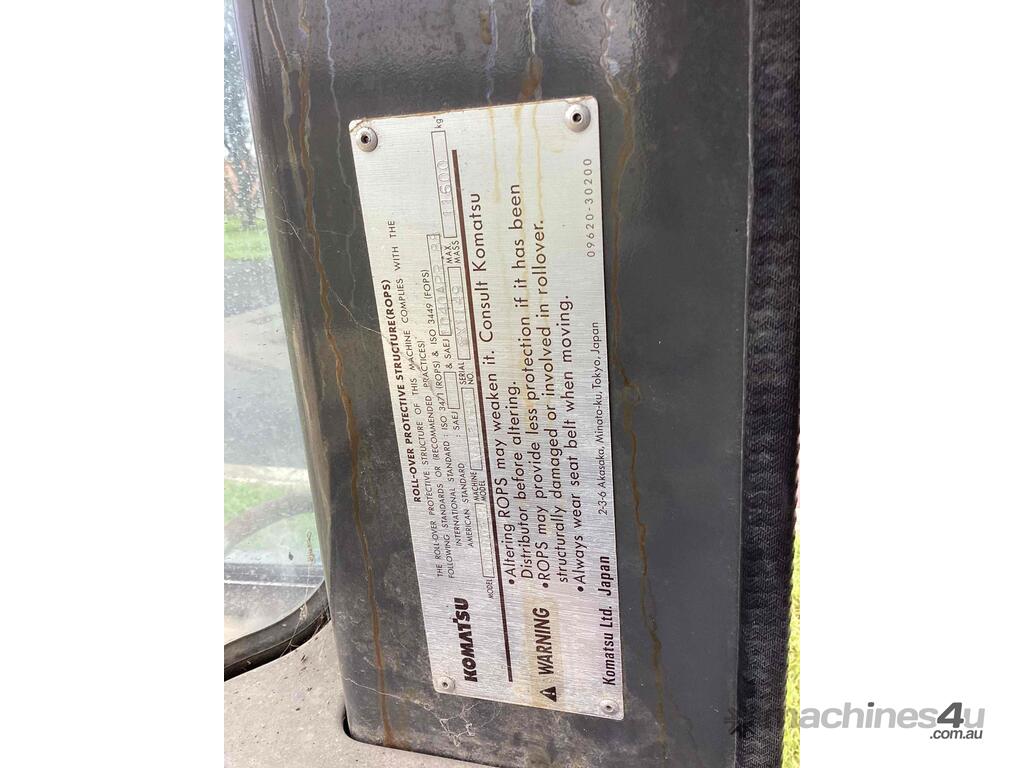 ROLL-OVER PROTECTIVE STRUCTURE(ROPS)
THE ROLL-OVER PROTECTIVE STRUCTURE OF THIS MACHINE COMPLIES WITH THE
FOLLOWING STANDARDS OR (RECOMMENDED PRACTICES)
INTERNATIONAL STANDARD : ISO 3471 (ROPS) & ISO 3449 (FOPS)
AMERICAN STANDARD : SAEJ & SAEJ
KOMATSU
MODEL MACHINE MODEL SERIAL NO. MAX. MASS 11600 kg
WARNING
•Altering ROPS may weaken it. Consult Komatsu
Distributor before altering.
•ROPS may provide less protection if it has been
structurally damaged or involved in rollover.
•Always wear seat belt when moving.
Komatsu Ltd. Japan 2-3-6 Akasaka, Minato-ku, Tokyo, Japan 09620-30200
machines4u
.com.au